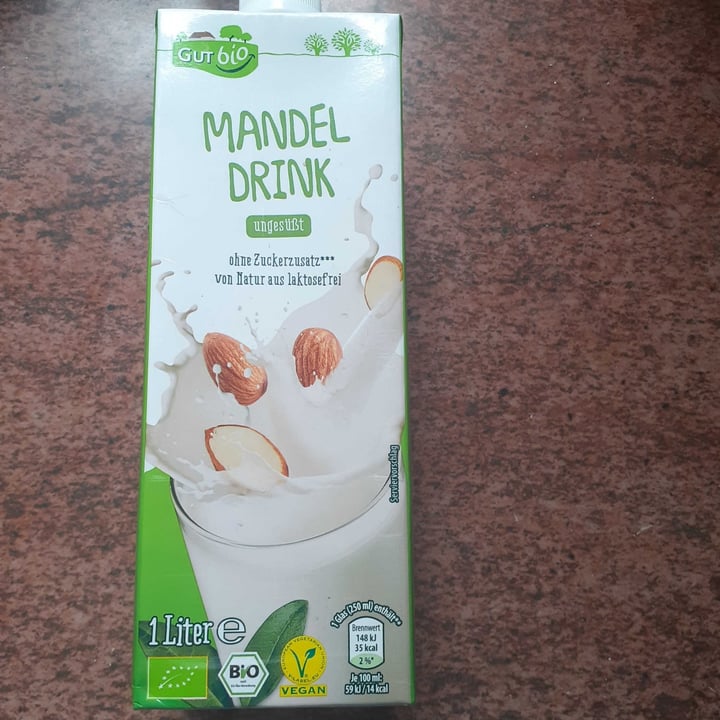 GUT bio
MANDEL
DRINK
ungesüßt
ohne Zuckerzusatz***
von Natur aus laktosefrei
Serviervorschlag
1 Liter e
1 Glas (250 ml) enthält**
Brennwert
148 kJ
35 kcal
2 %*
Je 100 ml:
59 kJ / 14 kcal
BiO
VEGAN